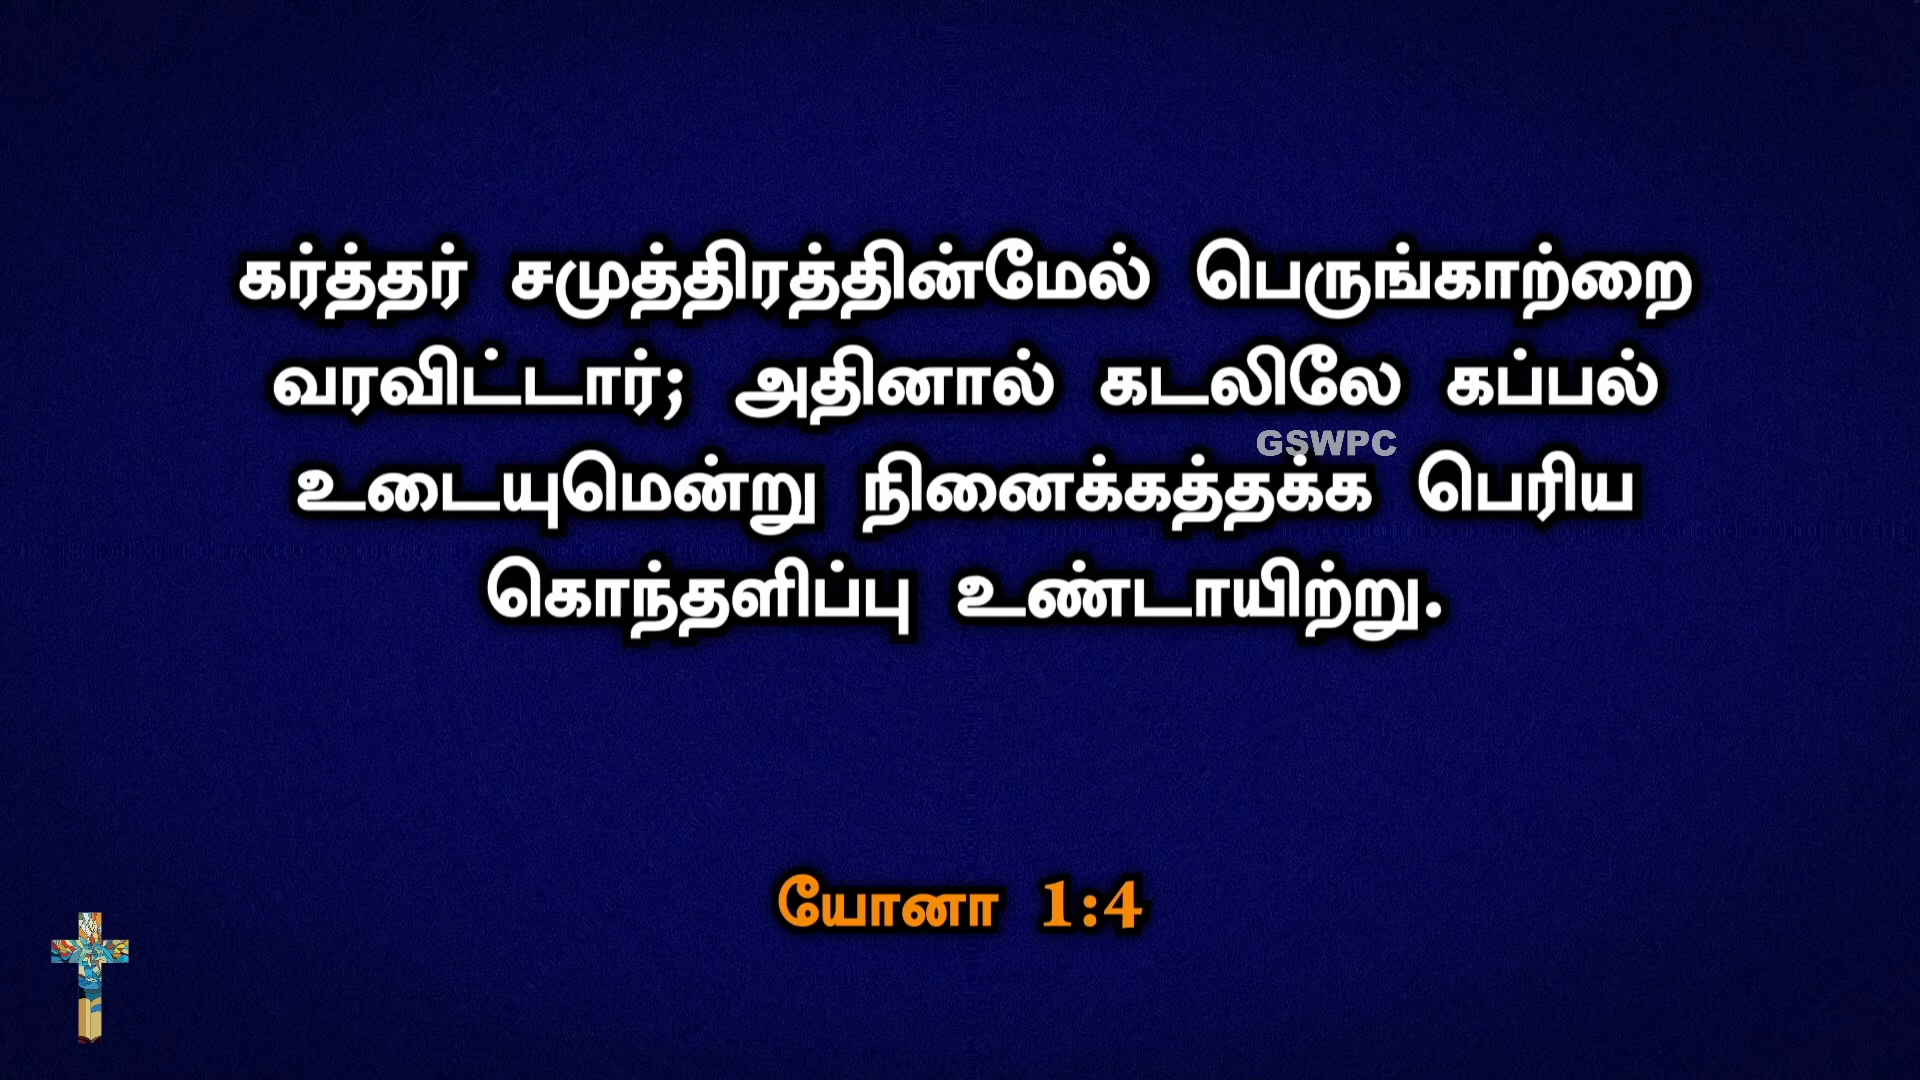 கர்த்தர் சமுத்திரத்தின்மேல் பெருங்காற்றை
வரவிட்டார்; அதினால் கடலிலே கப்பல்
GSWPC
உடையுமென்று நினைக்கத்தக்க பெரிய
கொந்தளிப்பு உண்டாயிற்று.
யோனா 1:4